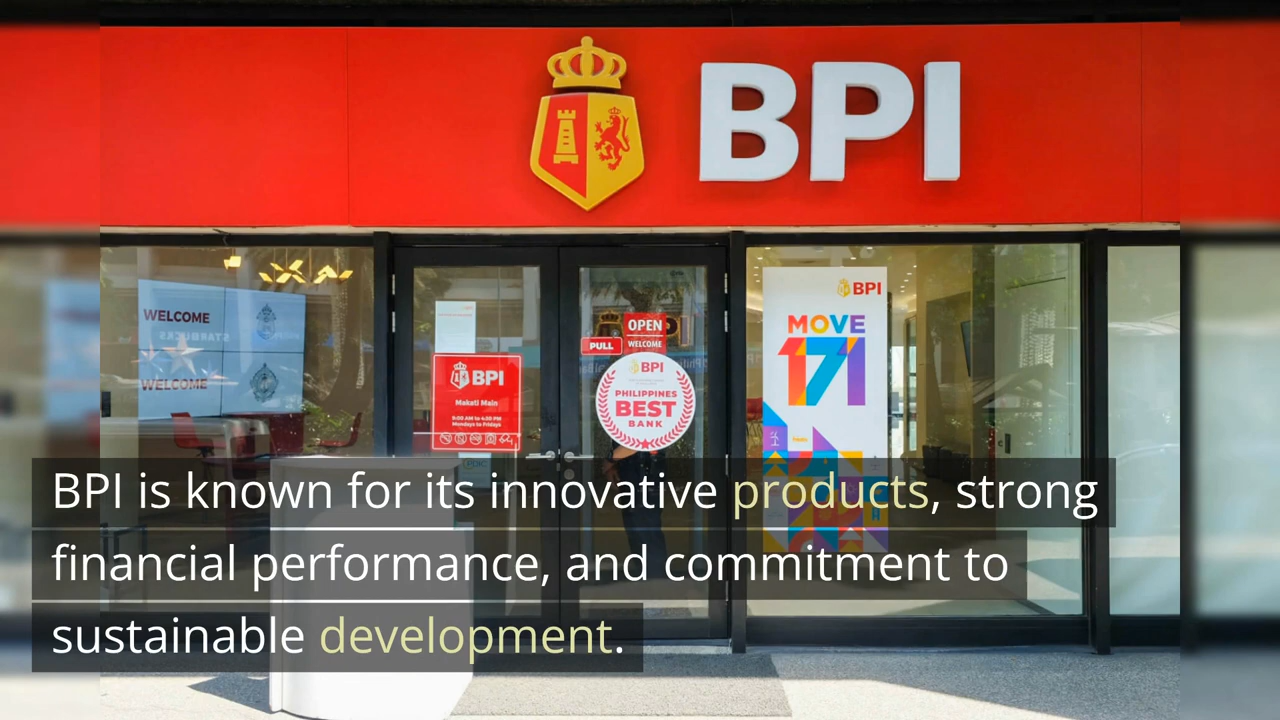 BPI
WELCOME
STARBUCKS
WELCOME
BPI
Makati Main
9:00 AM to 4:30 PM
Mondays to Fridays
PDIC
OPEN
WELCOME
PULL
BPI
PHILIPPINES
BEST
BANK
BPI
MOVE
171
BPI is known for its innovative products, strong
financial performance, and commitment to
sustainable development.